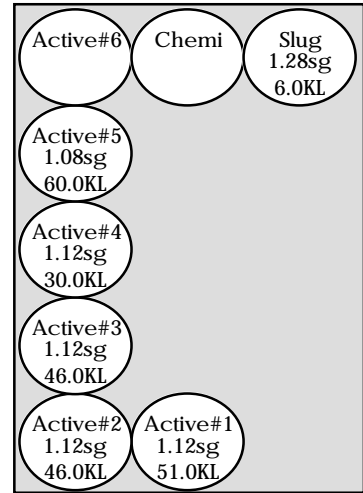 Active#6
Chemi
Slug
1.28sg
6.0KL
Active#5
1.08sg
60.0KL
Active#4
1.12sg
30.0KL
Active#3
1.12sg
46.0KL
Active#2
1.12sg
46.0KL
Active#1
1.12sg
51.0KL